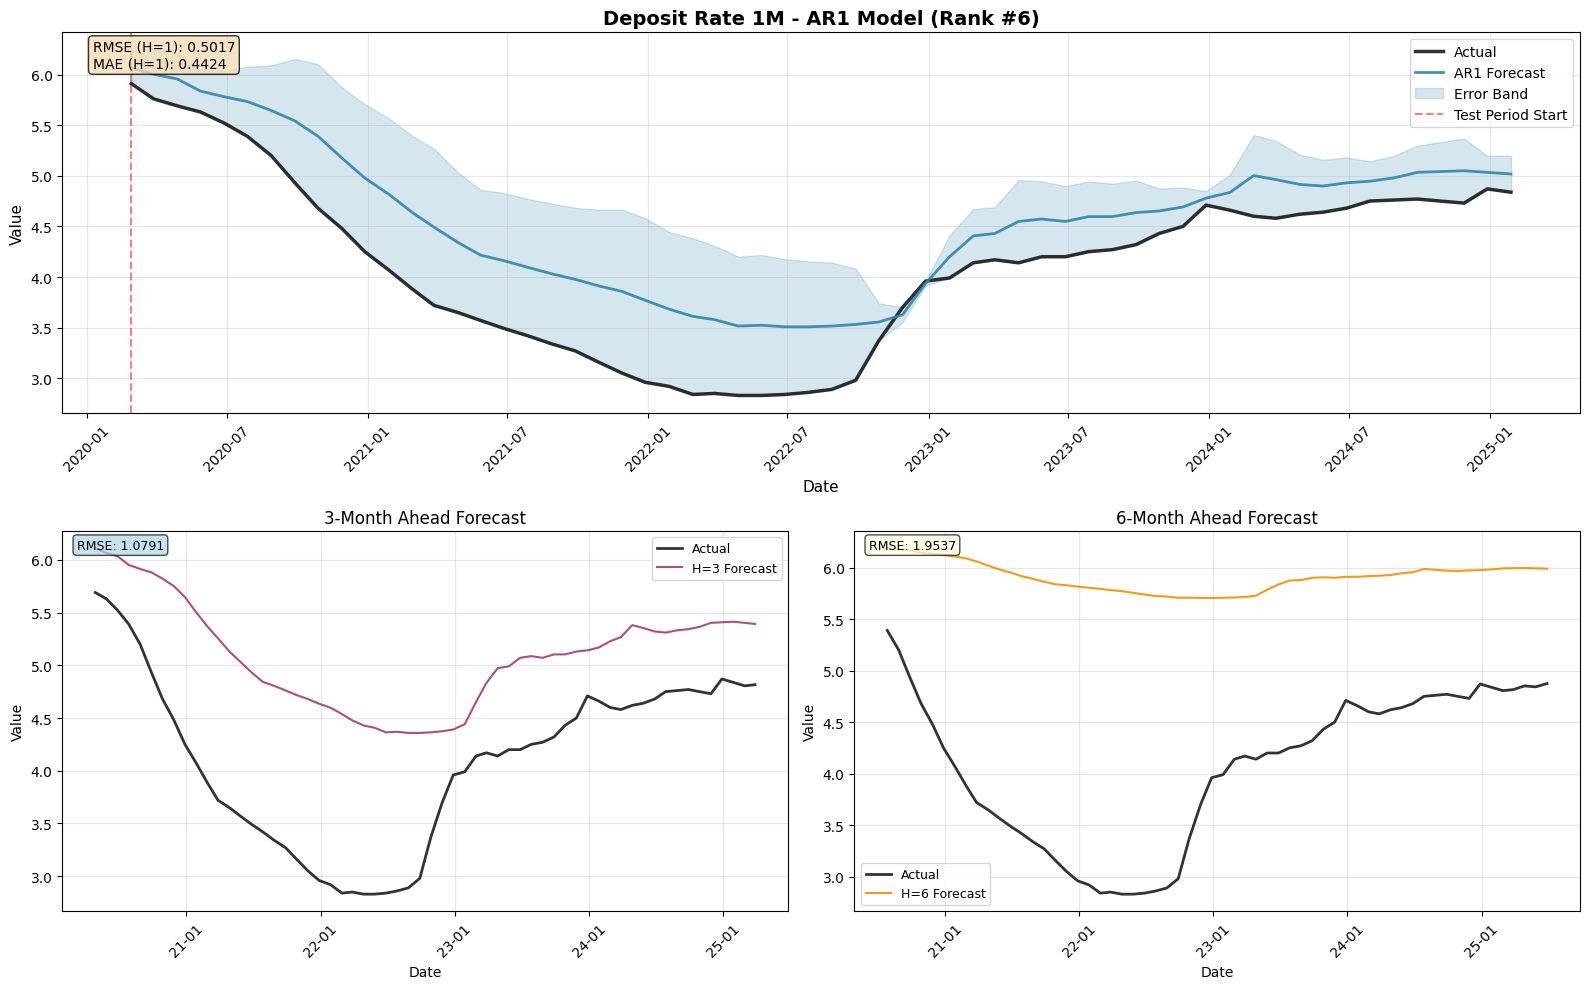 Deposit Rate 1M - AR1 Model (Rank #6)
RMSE (H=1): 0.5017
MAE (H=1): 0.4424
Actual
AR1 Forecast
Error Band
Test Period Start
Value
6.0
5.5
5.0
4.5
4.0
3.5
3.0
2020-01
2020-07
2021-01
2021-07
2022-01
2022-07
2023-01
2023-07
2024-01
2024-07
2025-01
Date
3-Month Ahead Forecast
RMSE: 1.0791
Actual
H=3 Forecast
Value
6.0
5.5
5.0
4.5
4.0
3.5
3.0
21-01
22-01
23-01
24-01
25-01
Date
6-Month Ahead Forecast
RMSE: 1.9537
Value
6.0
5.5
5.0
4.5
4.0
3.5
3.0
Actual
H=6 Forecast
21-01
22-01
23-01
24-01
25-01
Date